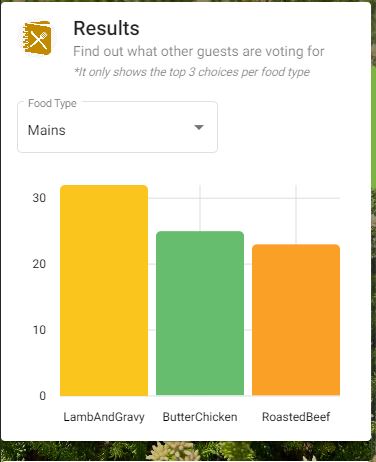 Results
Find out what other guests are voting for
*It only shows the top 3 choices per food type
Food Type
Mains
30
20
10
0
LambAndGravy ButterChicken RoastedBeef